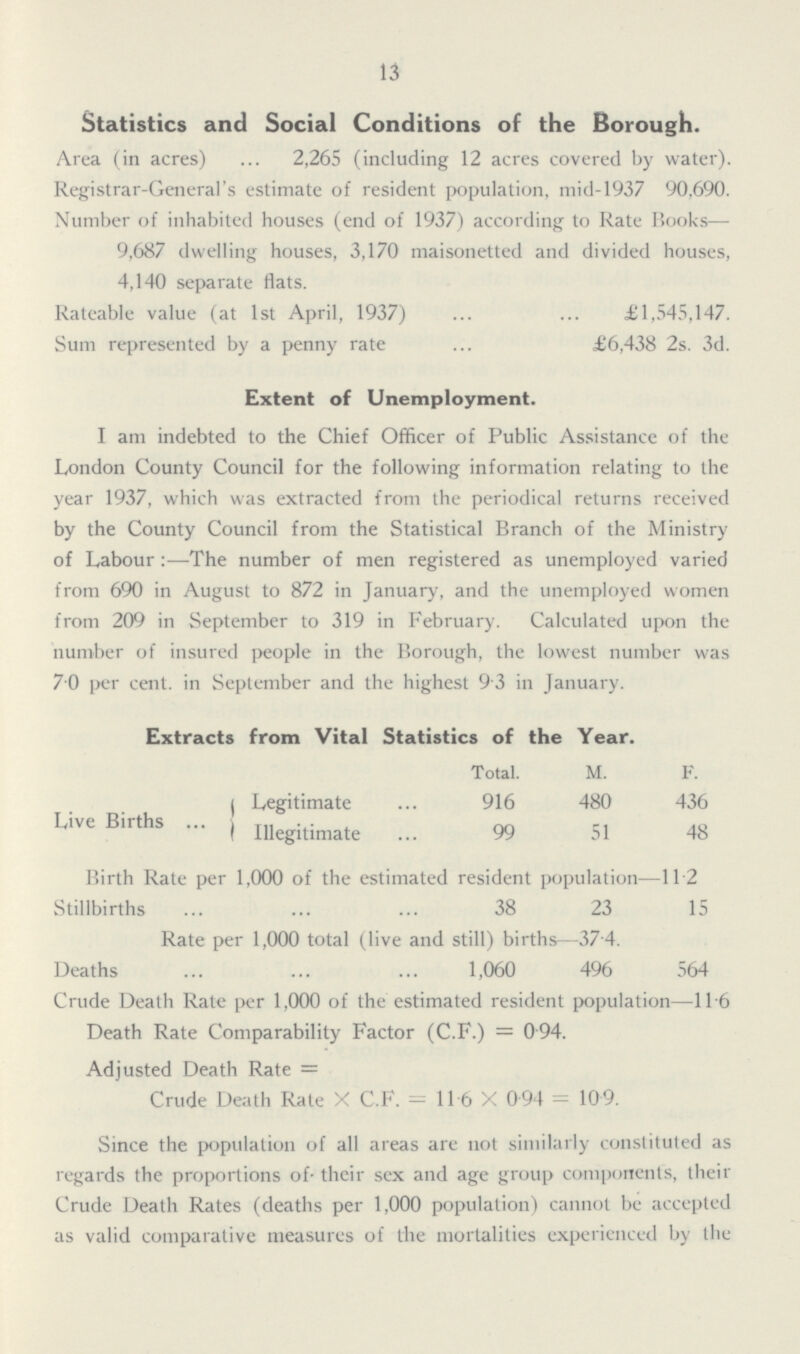 13
Statistics and Social Conditions of the Borough.
Area (in acres) ... 2,265 (including 12 acres covered by water).
Registrar-General's estimate of resident population, mid-1937 90,690.
Number of inhabited houses (end of 1937) according to Rate Books—
9,687 dwelling houses, 3,170 maisonetted and divided houses,
4,140 separate flats.
Rateable value (at 1st April, 1937) ... ... £1,545,147.
Sum represented by a penny rate ... £6,438 2s. 3d.
Extent of Unemployment.
I am indebted to the Chief Officer of Public Assistance of the
London County Council for the following information relating to the
year 1937, which was extracted from the periodical returns received
by the County Council from the Statistical Branch of the Ministry
of Labour :—The number of men registered as unemployed varied
from 690 in August to 872 in January, and the unemployed women
from 209 in September to 319 in February. Calculated upon the
number of insured people in the Borough, the lowest number was
7·0 per cent. in September and the highest 9·3 in January.
Extracts from Vital Statistics of the Year.
Total. M. F.
Live Births ... { Legitimate ... 916 480 436
Illegitimate ... 99 51 48
Birth Rate per 1,000 of the estimated resident population—11·2
Stillbirths ... ... ... 38 23 15
Rate per 1,000 total (live and still) births—37·4.
Deaths ... ... ... 1,060 496 564
Crude Death Rate per 1,000 of the estimated resident population—11·6
Death Rate Comparability Factor (C.F.) = 0·94.
Adjusted Death Rate =
Crude Death Rate × C.F. = 11·6 × 0·94 = 10·9.
Since the population of all areas are not similarly constituted as
regards the proportions of· their sex and age group components, their
Crude Death Rates (deaths per 1,000 population) cannot be accepted
as valid comparative measures of the mortalities experienced by the